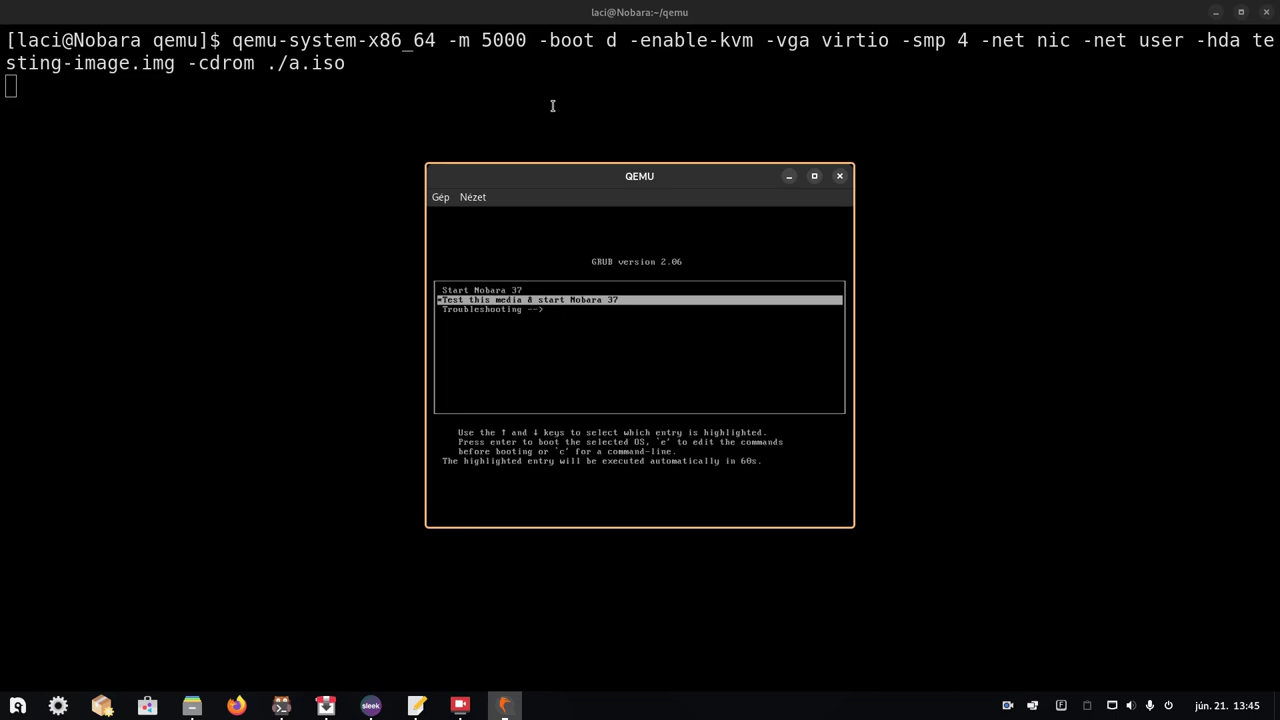 laci@Nobara:~/qemu
[laci@Nobara qemu]$ qemu-system-x86_64 -m 5000 -boot d -enable-kvm -vga virtio -smp 4 -net nic -net user -hda te
sting-image.img -cdrom ./a.iso
QEMU
Gép Nézet
GRUB version 2.06
Start Nobara 37
*Test this media & start Nobara 37
Troubleshooting -->
Use the ↑ and ↓ keys to select which entry is highlighted.
Press enter to boot the selected OS, `e' to edit the commands
before booting or `c' for a command-line.
The highlighted entry will be executed automatically in 60s.
sleek
F
jún. 21. 13:45